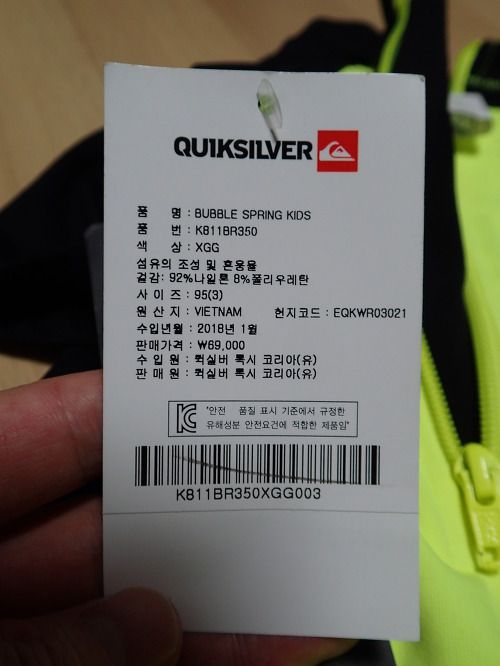 QUIKSILVER
품 명 : BUBBLE SPRING KIDS
품 번 : K811BR350
색 상 : XGG
섬유의 조성 및 혼용율
겉감: 92%나일론 8%폴리우레탄
사 이 즈 : 95(3)
원 산 지 : VIETNAM 현지코드 : EQKWR03021
수입년월 : 2018년 1월
판매가격 : ₩69,000
수 입 원 : 퀵실버 록시 코리아(유)
판 매 원 : 퀵실버 록시 코리아(유)
"안전 품질 표시 기준에서 규정한
유해성분 안전요건에 적합한 제품임"
K811BR350XGG003